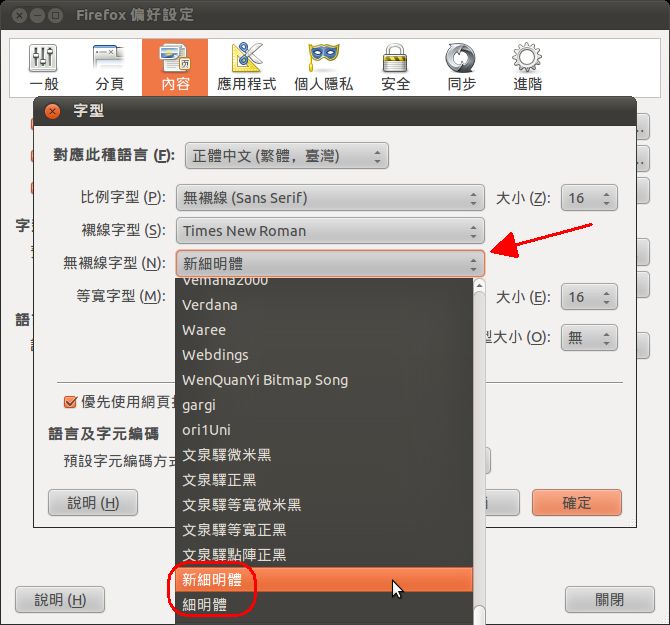 Firefox 偏好設定
一般 分頁 內容 應用程式 個人隱私 安全 同步 進階
字型
對應此種語言 (F): 正體中文 (繁體，臺灣)
比例字型 (P): 無襯線 (Sans Serif) 大小 (Z): 16
襯線字型 (S): Times New Roman
無襯線字型 (N): 新細明體
等寬字型 (M): 大小 (E): 16
Vemana2000
Verdana
Waree
型大小 (O): 無
Webdings
WenQuanYi Bitmap Song
優先使用網頁
gargi
語言及字元編碼
ori1Uni
預設字元編碼方式
文泉驛微米黑
文泉驛正黑
說明 (H) 文泉驛等寬微米黑 確定
文泉驛等寬正黑
文泉驛點陣正黑
新細明體
細明體
說明 (H) 關閉